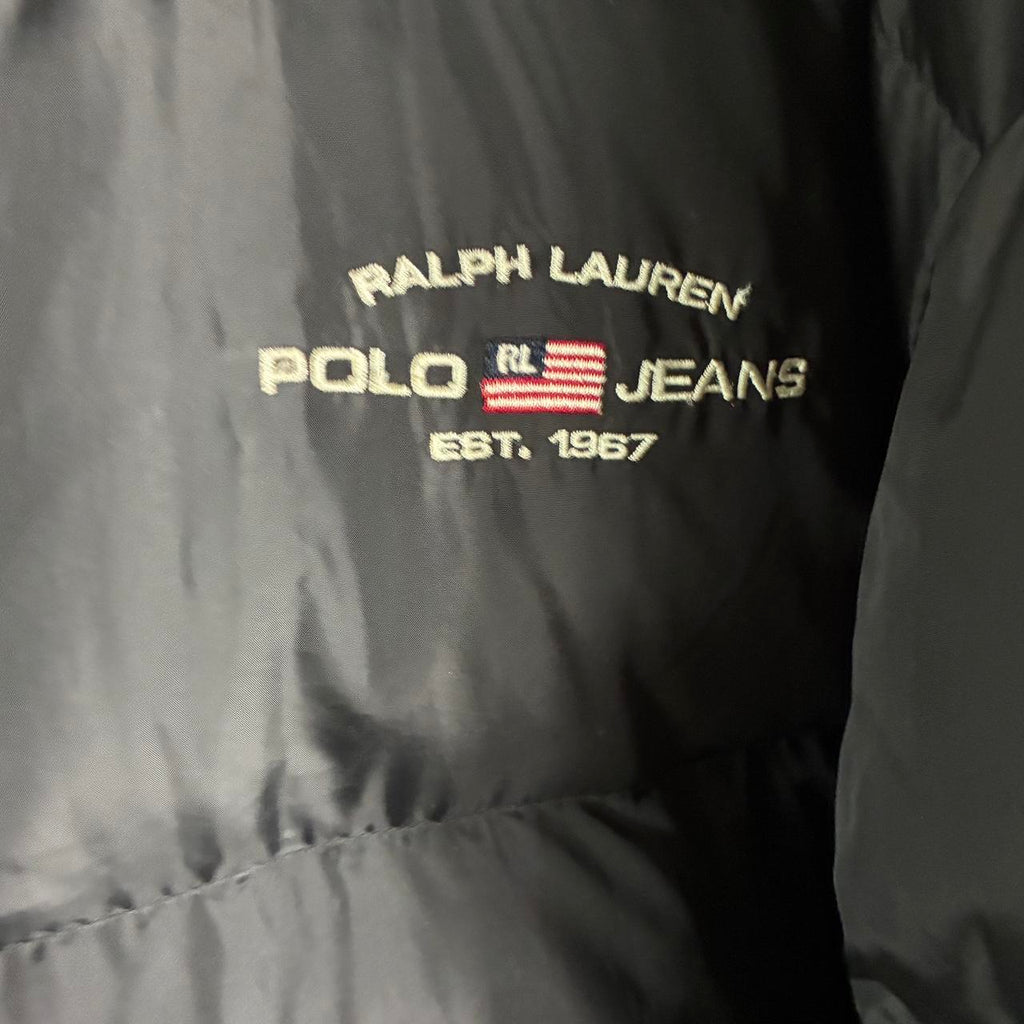 RALPH LAUREN
POLO RL JEANS
EST. 1967